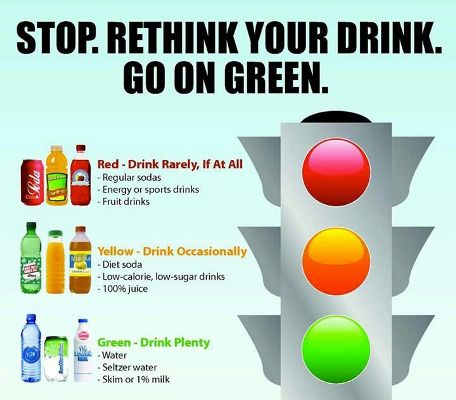 STOP. RETHINK YOUR DRINK.
GO ON GREEN.
Red - Drink Rarely, If At All
- Regular sodas
- Energy or sports drinks
- Fruit drinks
Yellow - Drink Occasionally
- Diet soda
- Low-calorie, low-sugar drinks
- 100% juice
Green - Drink Plenty
- Water
- Seltzer water
- Skim or 1% milk